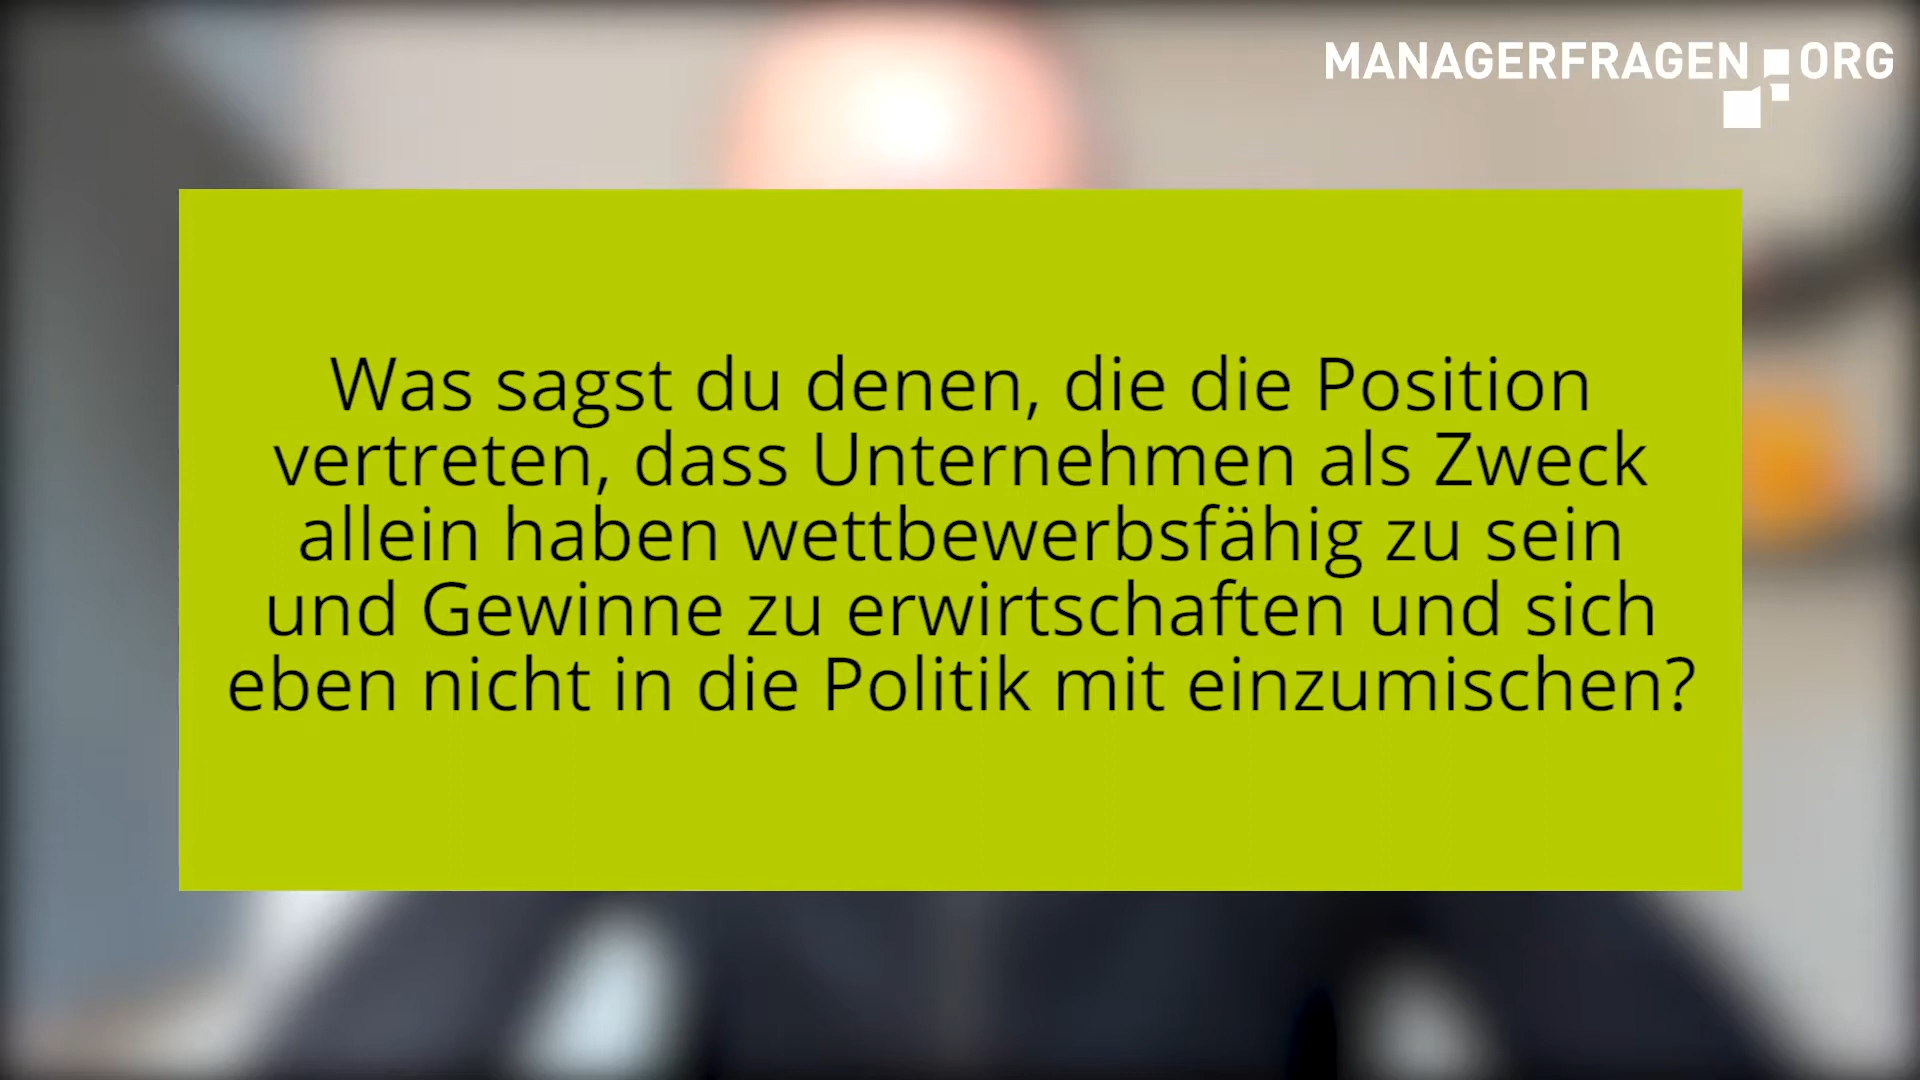 MANAGERFRAGEN.ORG
Was sagst du denen, die die Position
vertreten, dass Unternehmen als Zweck
allein haben wettbewerbsfähig zu sein
und Gewinne zu erwirtschaften und sich
eben nicht in die Politik mit einzumischen?